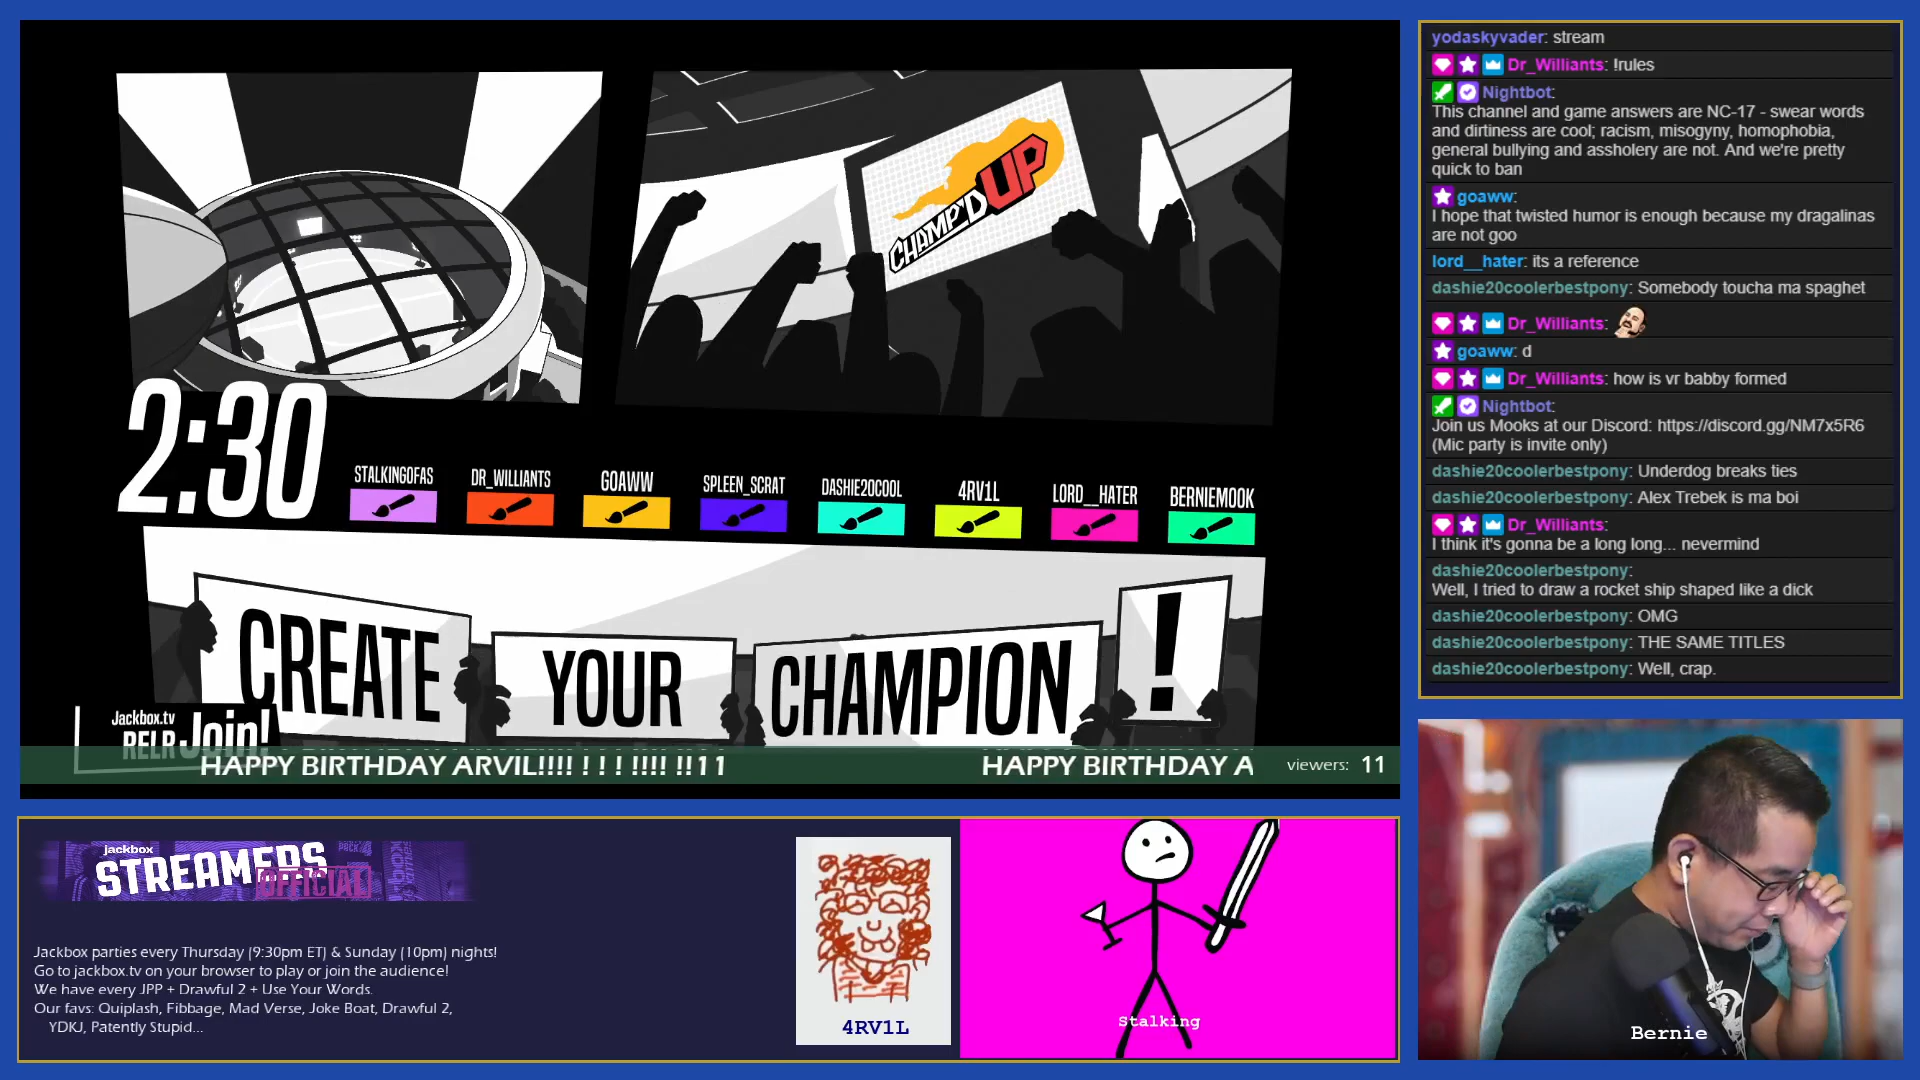 CHAMP'D UP
2:30
STALKINGOFAS
DR_WILLIANTS
GOAWW
SPLEEN_SCRAT
DASHIE20COOL
4RV1L
LORD__HATER
BERNIEMOOK
CREATE YOUR CHAMPION !
Jackbox.tv
RELR
Join!
HAPPY BIRTHDAY ARVIL!!!! ! ! ! !!!! !!11
HAPPY BIRTHDAY A
viewers: 11
jackbox
STREAMERS
OFFICIAL
Jackbox parties every Thursday (9:30pm ET) & Sunday (10pm) nights!
Go to jackbox.tv on your browser to play or join the audience!
We have every JPP + Drawful 2 + Use Your Words.
Our favs: Quiplash, Fibbage, Mad Verse, Joke Boat, Drawful 2,
YDKJ, Patently Stupid...
4RV1L
Stalking
yodaskyvader: stream
Dr_Williants: !rules
Nightbot:
This channel and game answers are NC-17 - swear words
and dirtiness are cool; racism, misogyny, homophobia,
general bullying and assholery are not. And we're pretty
quick to ban
goaww:
I hope that twisted humor is enough because my dragalinas
are not goo
lord__hater: its a reference
dashie20coolerbestpony: Somebody toucha ma spaghet
Dr_Williants:
goaww: d
Dr_Williants: how is vr babby formed
Nightbot:
Join us Mooks at our Discord: https://discord.gg/NM7x5R6
(Mic party is invite only)
dashie20coolerbestpony: Underdog breaks ties
dashie20coolerbestpony: Alex Trebek is ma boi
Dr_Williants:
I think it's gonna be a long long... nevermind
dashie20coolerbestpony:
Well, I tried to draw a rocket ship shaped like a dick
dashie20coolerbestpony: OMG
dashie20coolerbestpony: THE SAME TITLES
dashie20coolerbestpony: Well, crap.
Bernie